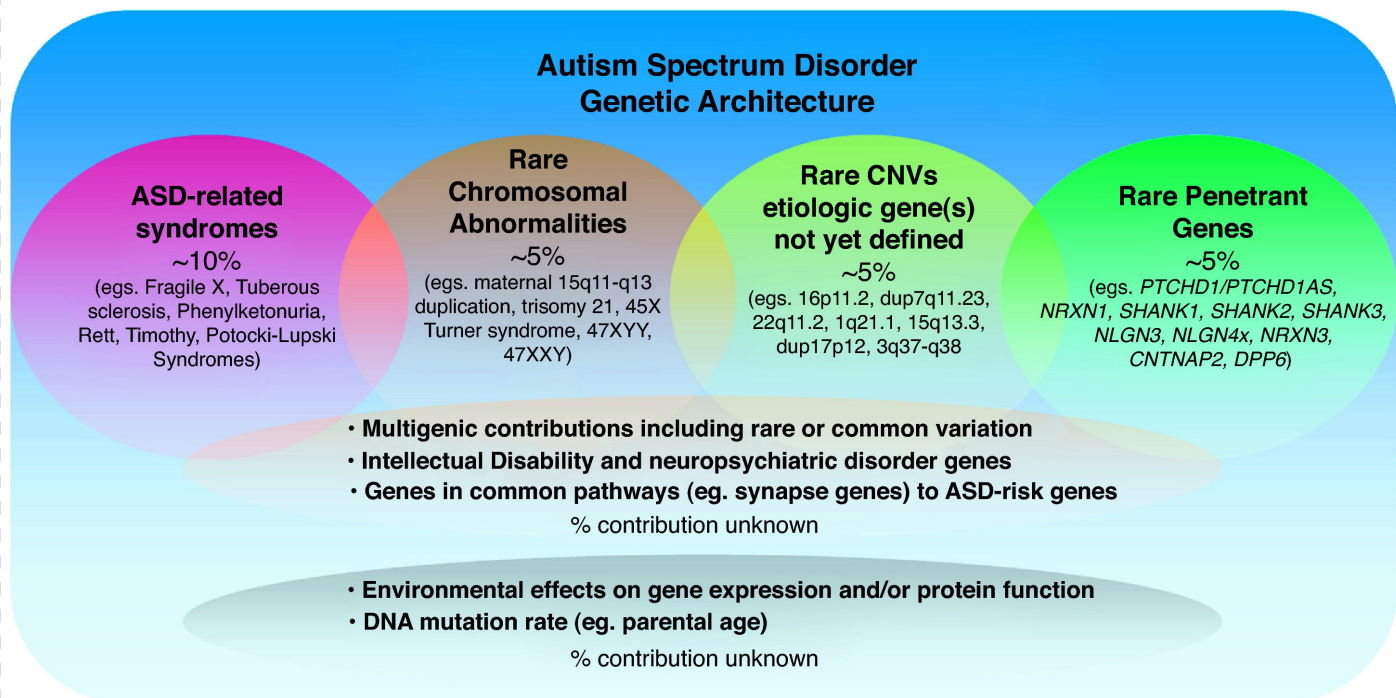 Autism Spectrum Disorder
Genetic Architecture
ASD-related
syndromes
~10%
(egs. Fragile X, Tuberous
sclerosis, Phenylketonuria,
Rett, Timothy, Potocki-Lupski
Syndromes)
Rare
Chromosomal
Abnormalities
~5%
(egs. maternal 15q11-q13
duplication, trisomy 21, 45X
Turner syndrome, 47XYY,
47XXY)
Rare CNVs
etiologic gene(s)
not yet defined
~5%
(egs. 16p11.2, dup7q11.23,
22q11.2, 1q21.1, 15q13.3,
dup17p12, 3q37-q38
Rare Penetrant
Genes
~5%
(egs. PTCHD1/PTCHD1AS,
NRXN1, SHANK1, SHANK2, SHANK3,
NLGN3, NLGN4x, NRXN3,
CNTNAP2, DPP6)
• Multigenic contributions including rare or common variation
• Intellectual Disability and neuropsychiatric disorder genes
• Genes in common pathways (eg. synapse genes) to ASD-risk genes
% contribution unknown
• Environmental effects on gene expression and/or protein function
• DNA mutation rate (eg. parental age)
% contribution unknown